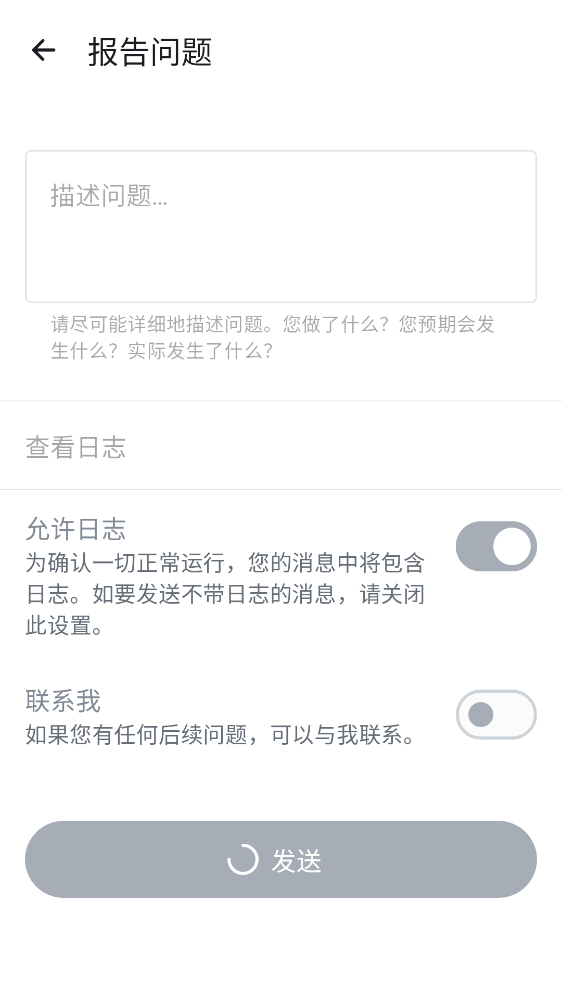 报告问题
描述问题...
请尽可能详细地描述问题。您做了什么？您预期会发
生什么？实际发生了什么？
查看日志
允许日志
为确认一切正常运行，您的消息中将包含
日志。如要发送不带日志的消息，请关闭
此设置。
联系我
如果您有任何后续问题，可以与我联系。
发送